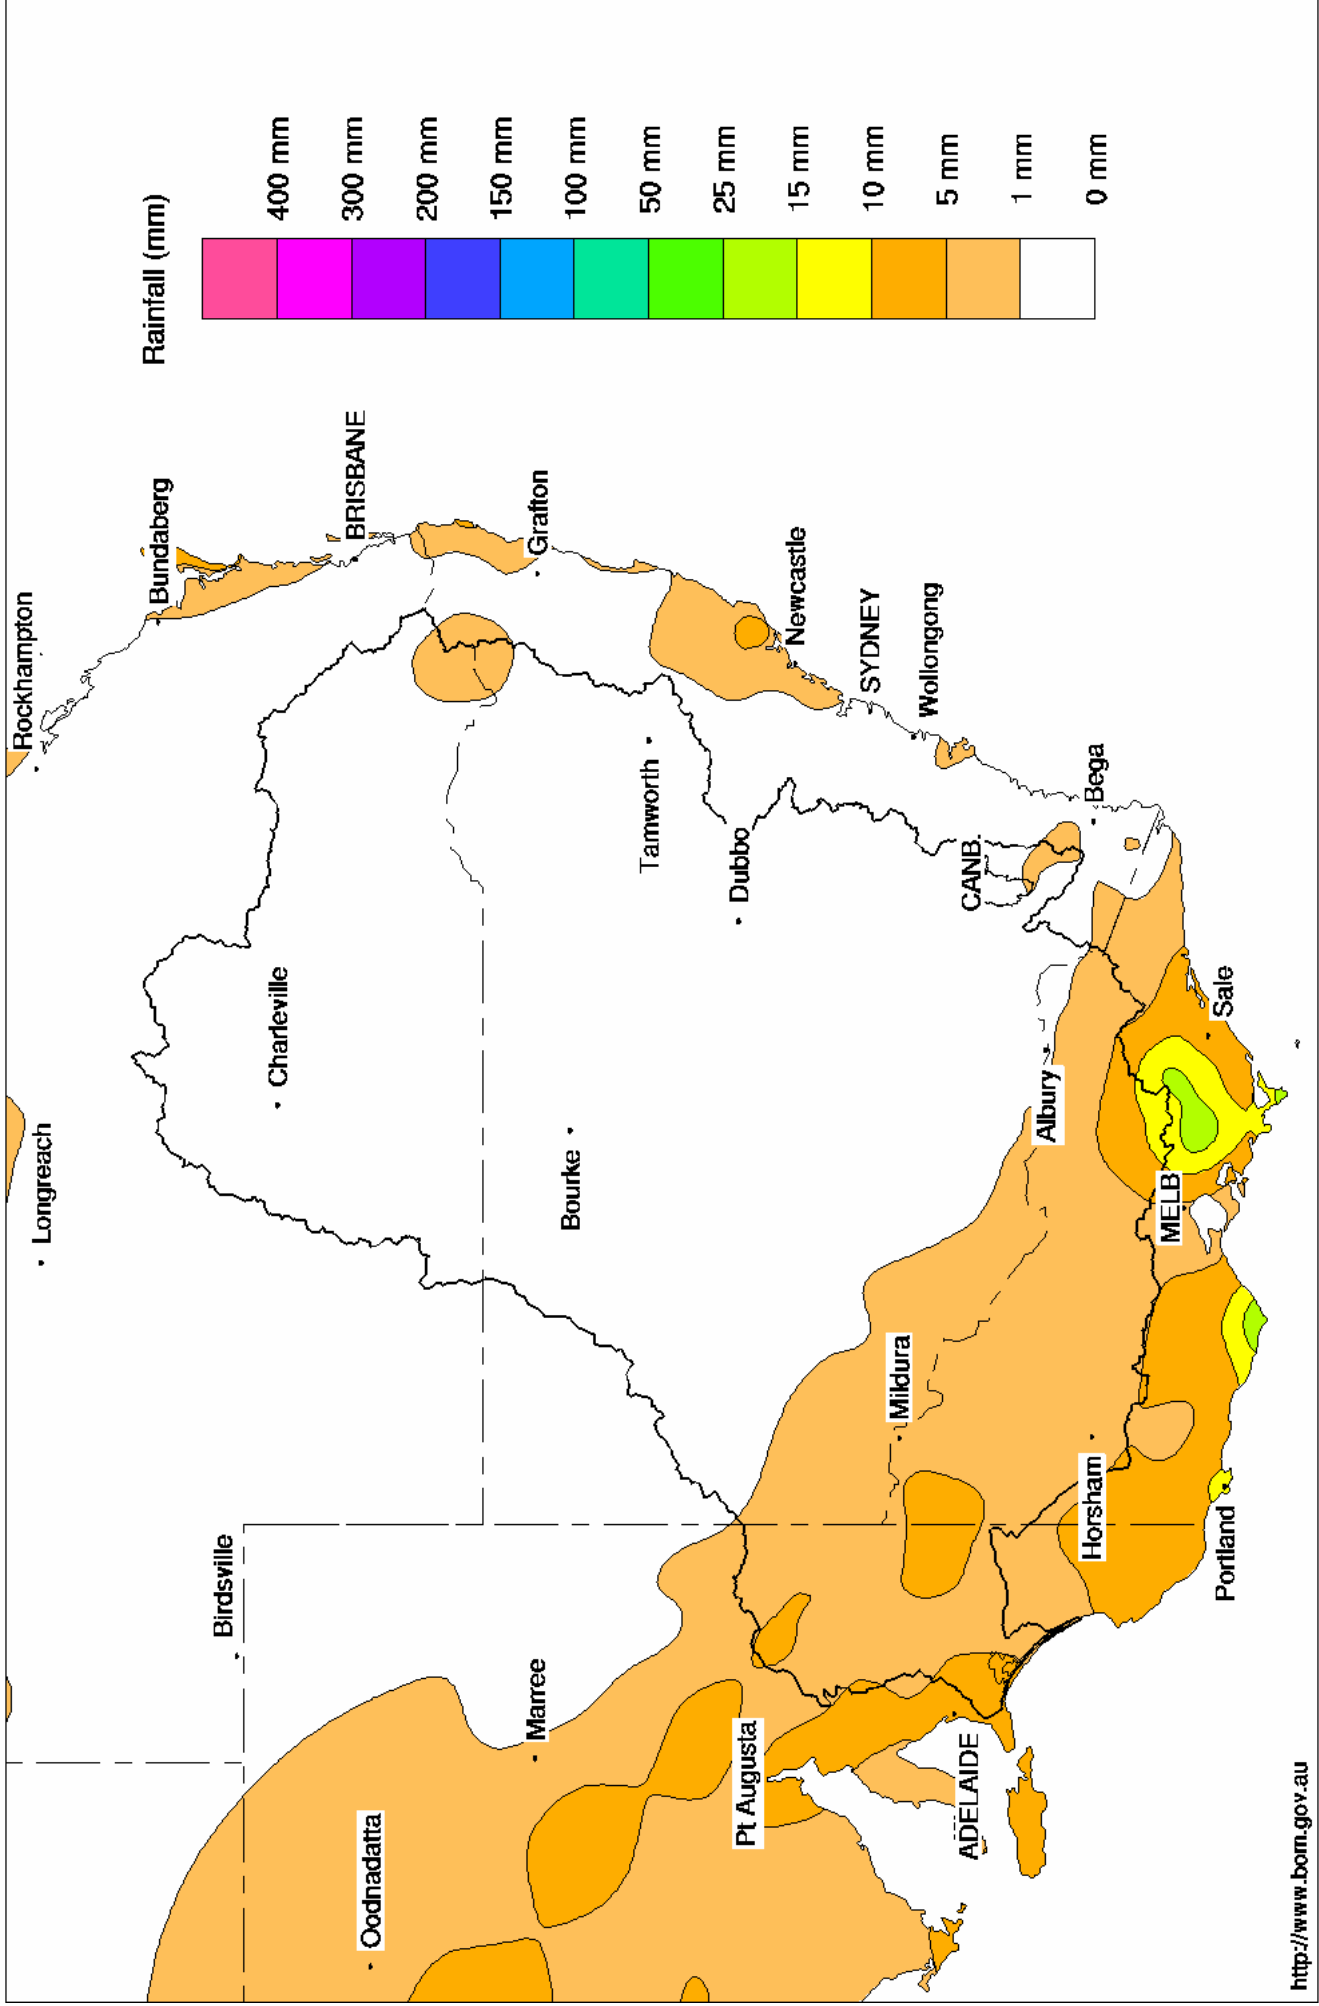 Rainfall (mm)
400 mm
300 mm
200 mm
150 mm
100 mm
50 mm
25 mm
15 mm
10 mm
5 mm
1 mm
0 mm
Rockhampton
Longreach
Bundaberg
Birdsville
Charleville
BRISBANE
Oodnadatta
Marree
Bourke
Grafton
Tamworth
Dubbo
Newcastle
Pt Augusta
SYDNEY
Mildura
Wollongong
ADELAIDE
CANB.
Albury
Bega
Horsham
MELB
Sale
Portland
http://www.bom.gov.au